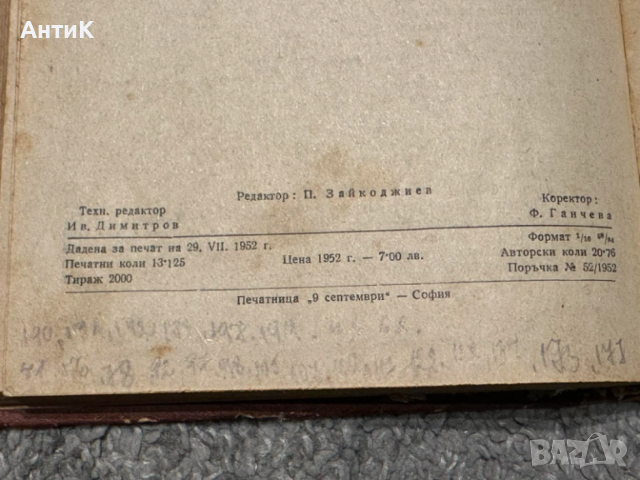 АнтиК
Редактор: П. Зайкоджиев
Техн. редактор
Ив. Димитров
Коректор:
Ф. Ганчева
Дадена за печат на 29. VII. 1952 г.
Печатни коли 13·125
Тираж 2000
Цена 1952 г. — 7·00 лв.
Формат 1/16
Авторски коли 20·76
Поръчка № 52/1952
Печатница „9 септември" — София
BAZAR